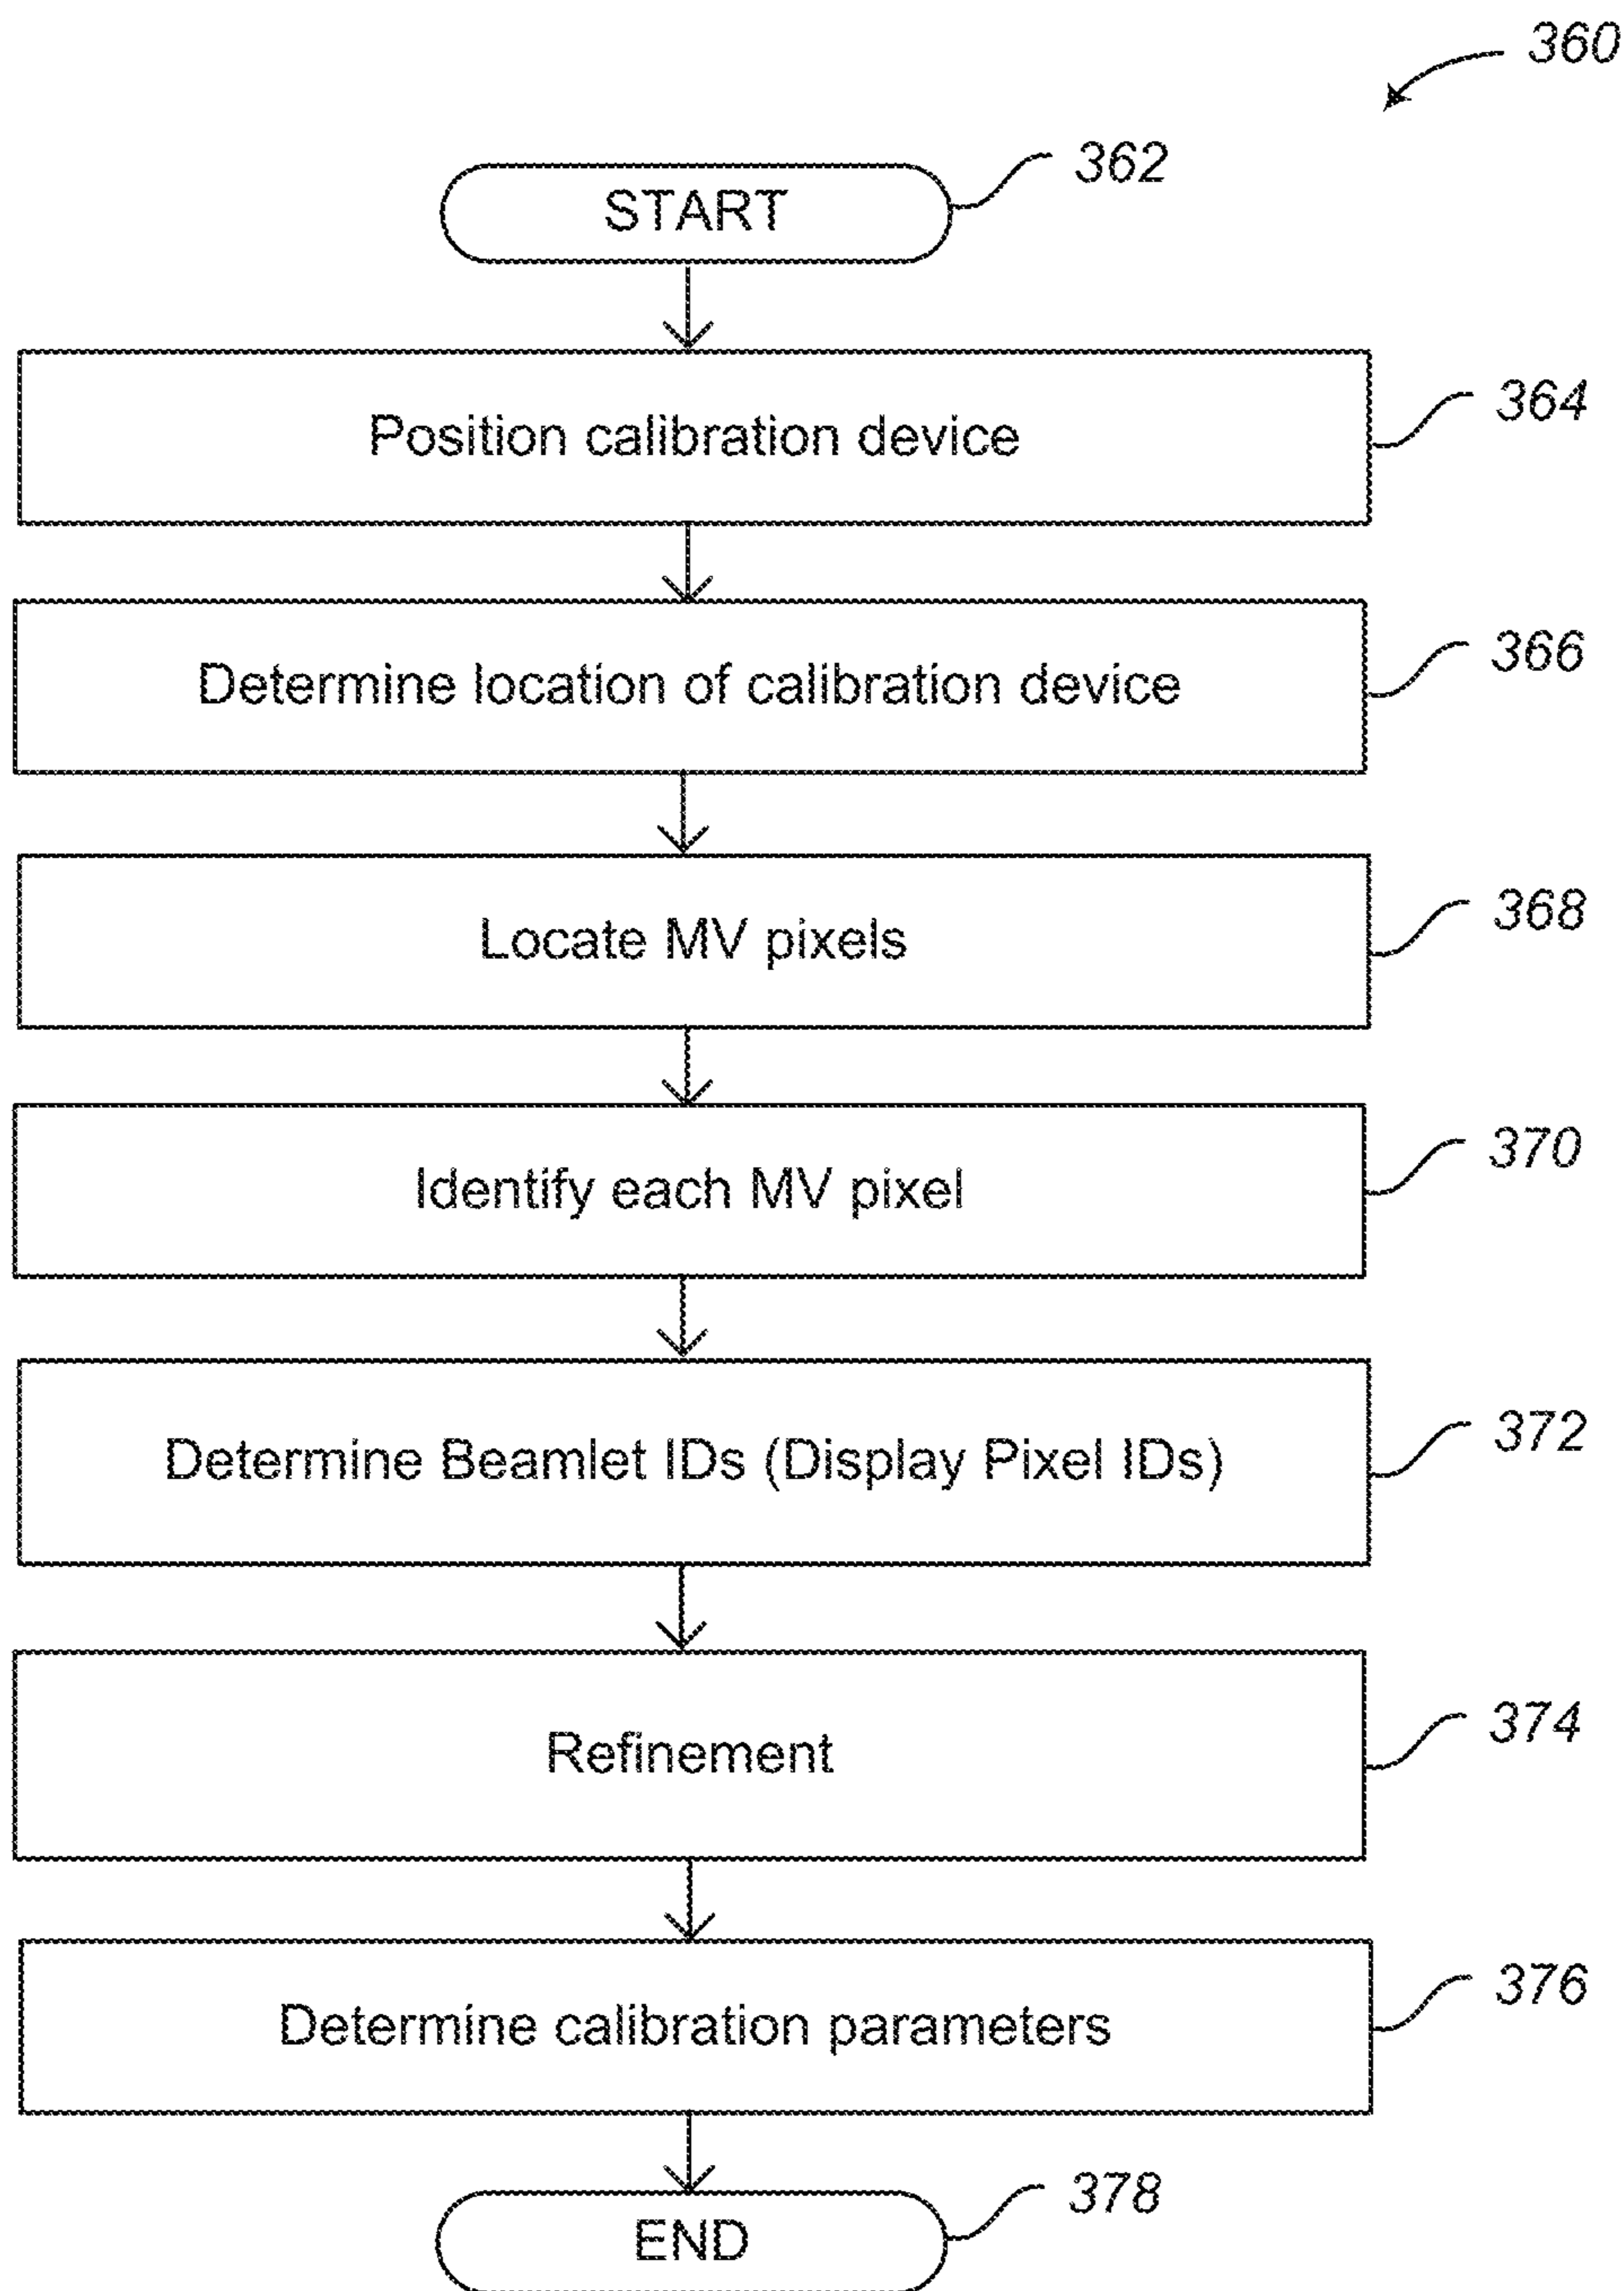 360
START
362
Position calibration device
364
Determine location of calibration device
366
Locate MV pixels
368
Identify each MV pixel
370
Determine Beamlet IDs (Display Pixel IDs)
372
Refinement
374
Determine calibration parameters
376
END
378